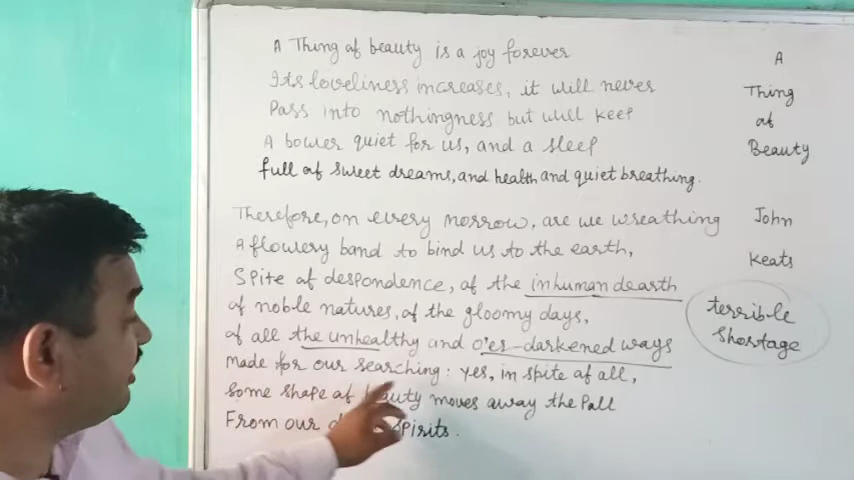 A Thing of beauty is a joy forever
Its loveliness increases, it will never
Pass into nothingness but will keep
A bower quiet for us, and a sleep
full of sweet dreams, and health and quiet breathing.
Therefore, on every morrow, are we wreathing
A flowery band to bind us to the earth,
Spite of despondence, of the inhuman dearth
of noble natures, of the gloomy days,
of all the unhealthy and o'er-darkened ways
made for our searching: yes, in spite of all,
Some shape of beauty moves away the Pall
From our spirits.
A
Thing
of
Beauty
John
Keats
terrible
shortage